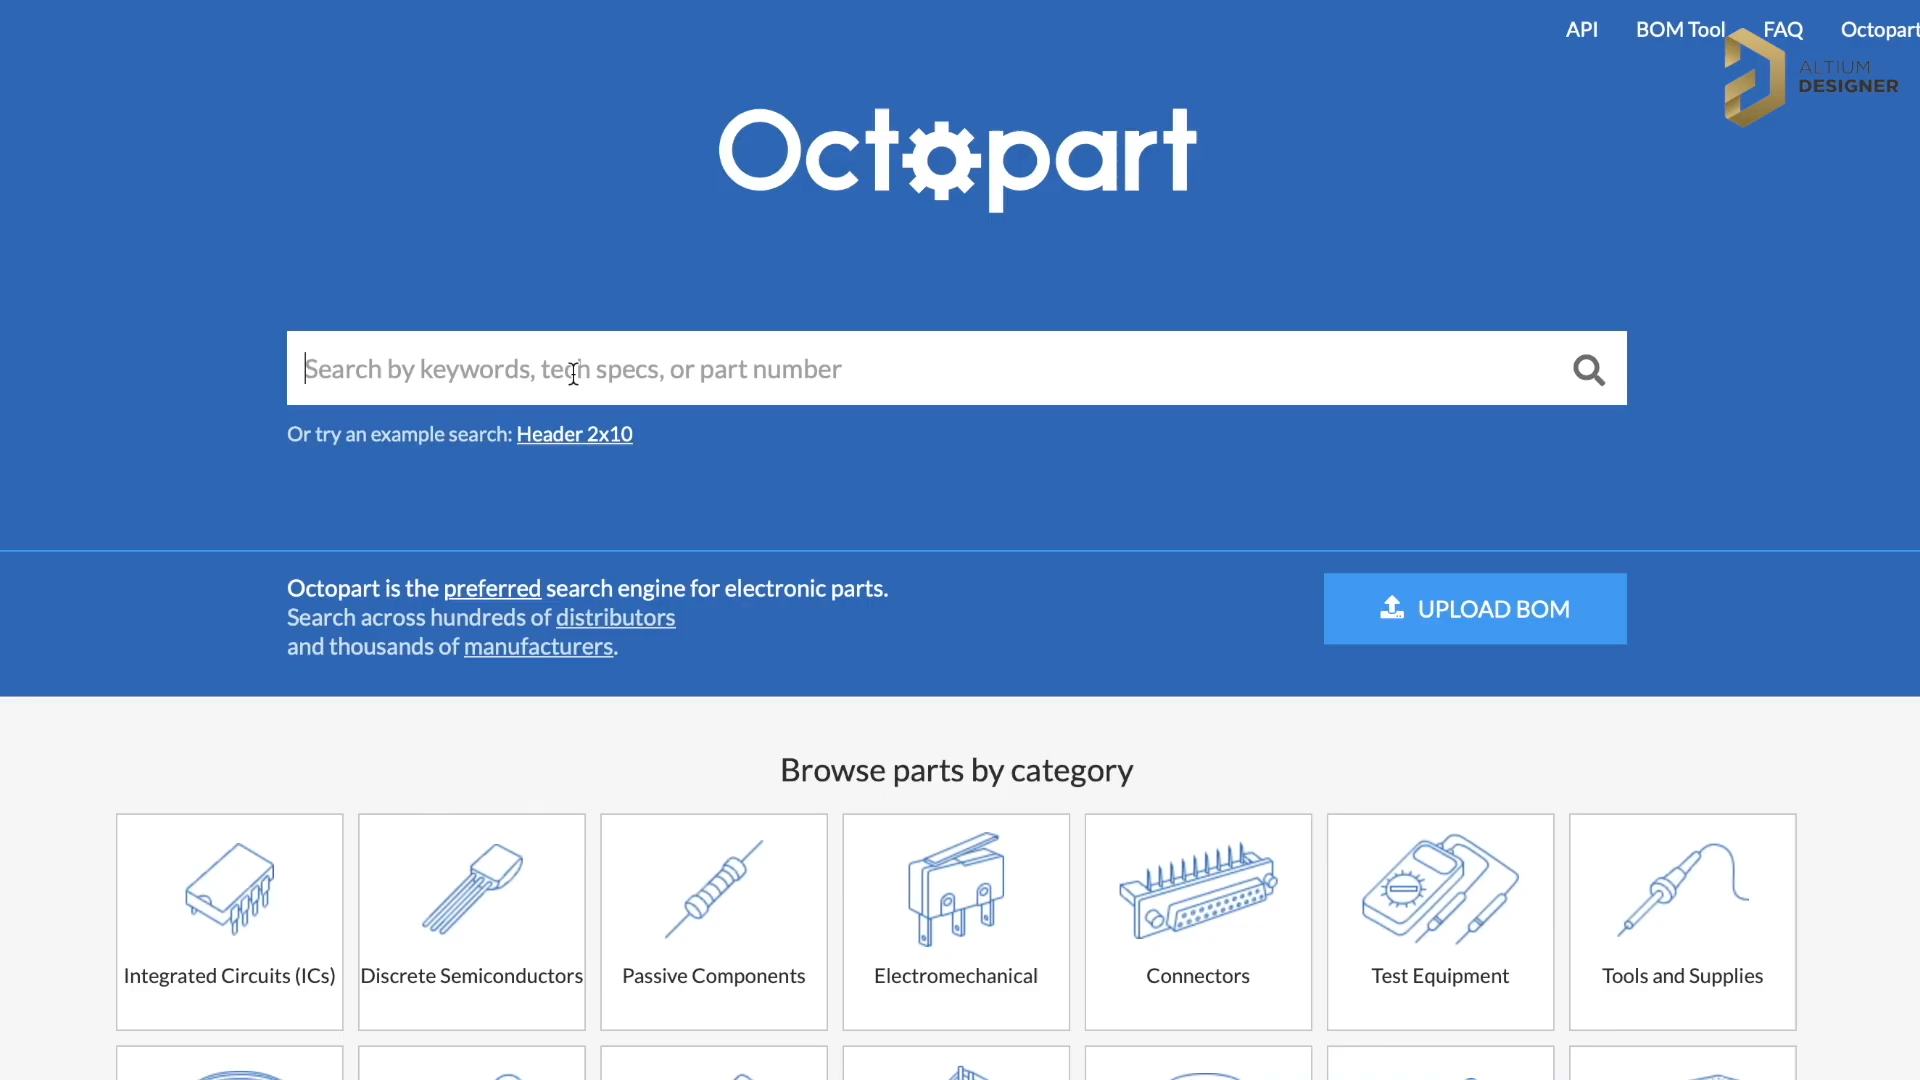 API BOM Tool FAQ Octopart
ALTIUM
DESIGNER
Octopart
Search by keywords, tech specs, or part number
Or try an example search: Header 2x10
Octopart is the preferred search engine for electronic parts.
Search across hundreds of distributors
and thousands of manufacturers.
UPLOAD BOM
Browse parts by category
Integrated Circuits (ICs)
Discrete Semiconductors
Passive Components
Electromechanical
Connectors
Test Equipment
Tools and Supplies